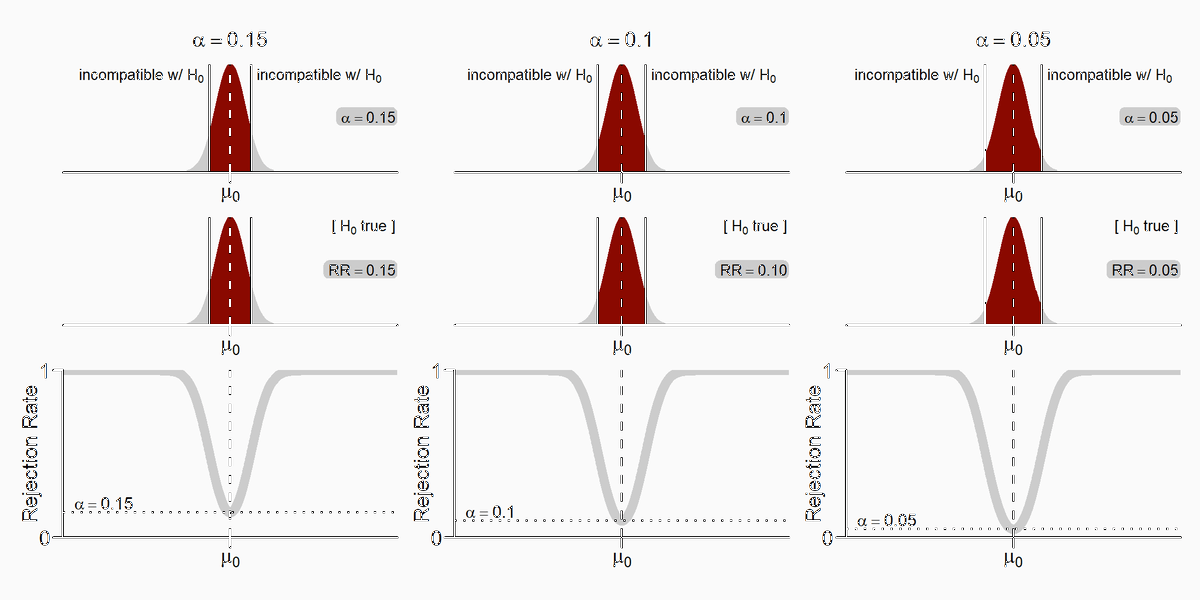 α = 0.15
incompatible w/ H₀
incompatible w/ H₀
α = 0.15
μ₀
[ H₀ true ]
RR = 0.15
μ₀
Rejection Rate
1
α = 0.15
0
μ₀
α = 0.1
incompatible w/ H₀
incompatible w/ H₀
α = 0.1
μ₀
[ H₀ true ]
RR = 0.10
μ₀
Rejection Rate
1
α = 0.1
0
μ₀
α = 0.05
incompatible w/ H₀
incompatible w/ H₀
α = 0.05
μ₀
[ H₀ true ]
RR = 0.05
μ₀
Rejection Rate
1
α = 0.05
0
μ₀